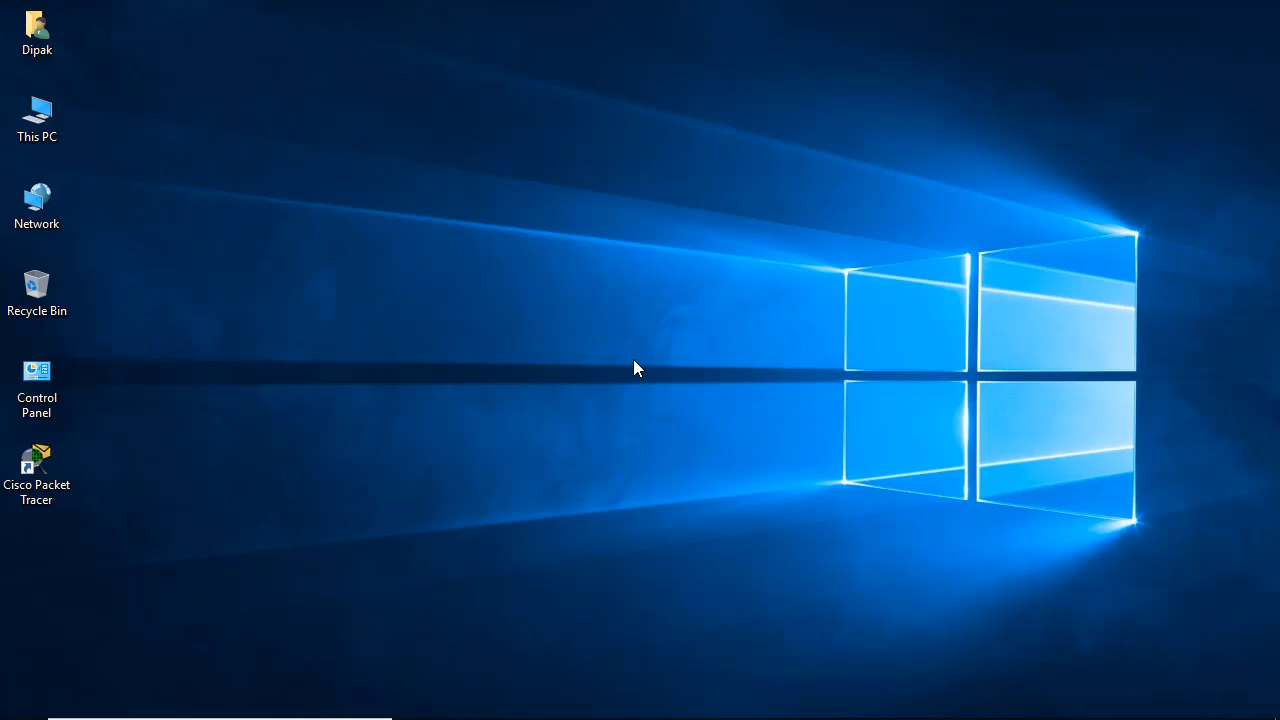 Dipak
This PC
Network
Recycle Bin
Control
Panel
Cisco Packet
Tracer